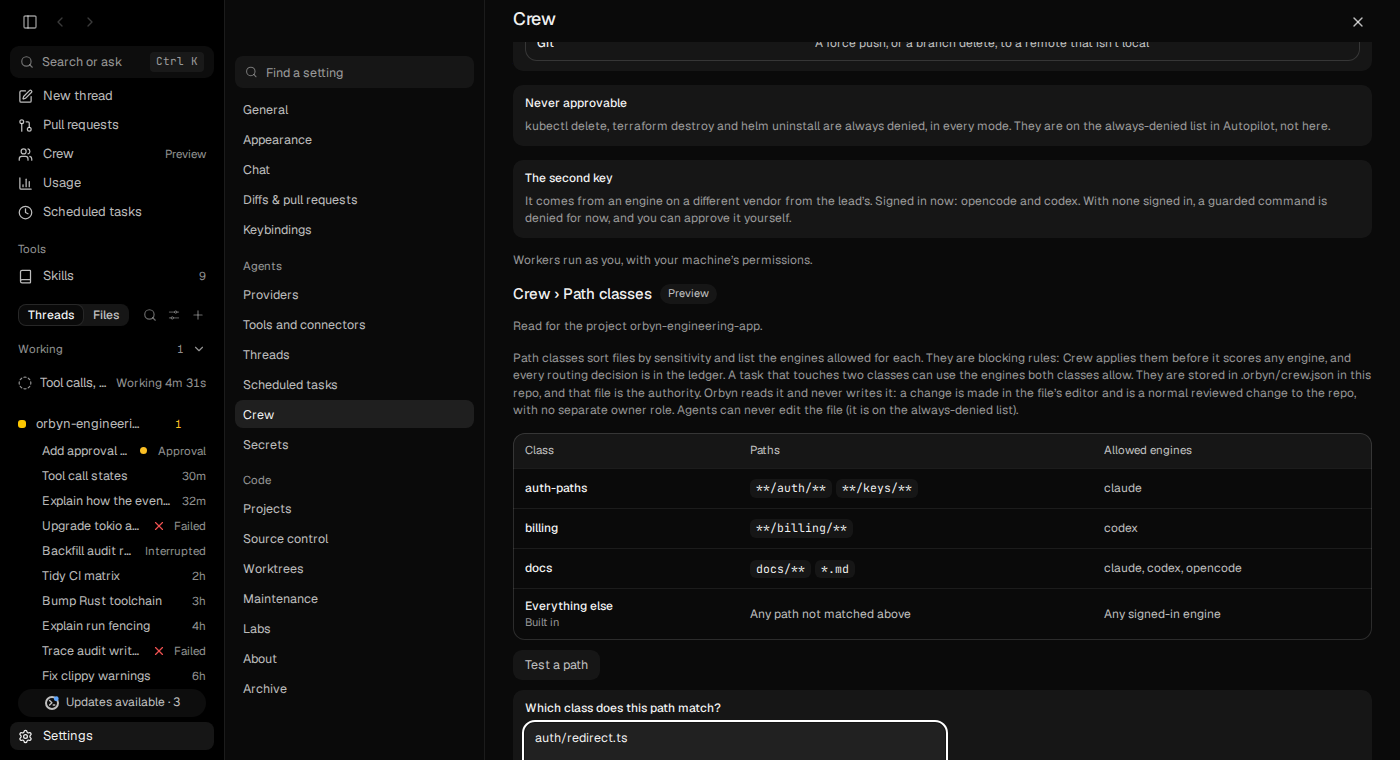 Search or ask
Ctrl K
New thread
Pull requests
Crew
Preview
Usage
Scheduled tasks
Tools
Skills
9
Threads
Files
Working
1
Tool calls, ...
Working 4m 31s
orbyn-engineeri...
1
Add approval ...
Approval
Tool call states
30m
Explain how the even...
32m
Upgrade tokio a...
Failed
Backfill audit r...
Interrupted
Tidy CI matrix
2h
Bump Rust toolchain
3h
Explain run fencing
4h
Trace audit writ...
Failed
Fix clippy warnings
6h
Updates available · 3
Settings
Find a setting
General
Appearance
Chat
Diffs & pull requests
Keybindings
Agents
Providers
Tools and connectors
Threads
Scheduled tasks
Crew
Secrets
Code
Projects
Source control
Worktrees
Maintenance
Labs
About
Archive
Crew
Git
A force push, or a branch delete, to a remote that isn't local
Never approvable
kubectl delete, terraform destroy and helm uninstall are always denied, in every mode. They are on the always-denied list in Autopilot, not here.
The second key
It comes from an engine on a different vendor from the lead's. Signed in now: opencode and codex. With none signed in, a guarded command is
denied for now, and you can approve it yourself.
Workers run as you, with your machine's permissions.
Crew › Path classes
Preview
Read for the project orbyn-engineering-app.
Path classes sort files by sensitivity and list the engines allowed for each. They are blocking rules: Crew applies them before it scores any engine, and
every routing decision is in the ledger. A task that touches two classes can use the engines both classes allow. They are stored in .orbyn/crew.json in this
repo, and that file is the authority. Orbyn reads it and never writes it: a change is made in the file's editor and is a normal reviewed change to the repo,
with no separate owner role. Agents can never edit the file (it is on the always-denied list).
Class
Paths
Allowed engines
auth-paths
**/auth/** **/keys/**
claude
billing
**/billing/**
codex
docs
docs/** *.md
claude, codex, opencode
Everything else
Built in
Any path not matched above
Any signed-in engine
Test a path
Which class does this path match?
auth/redirect.ts